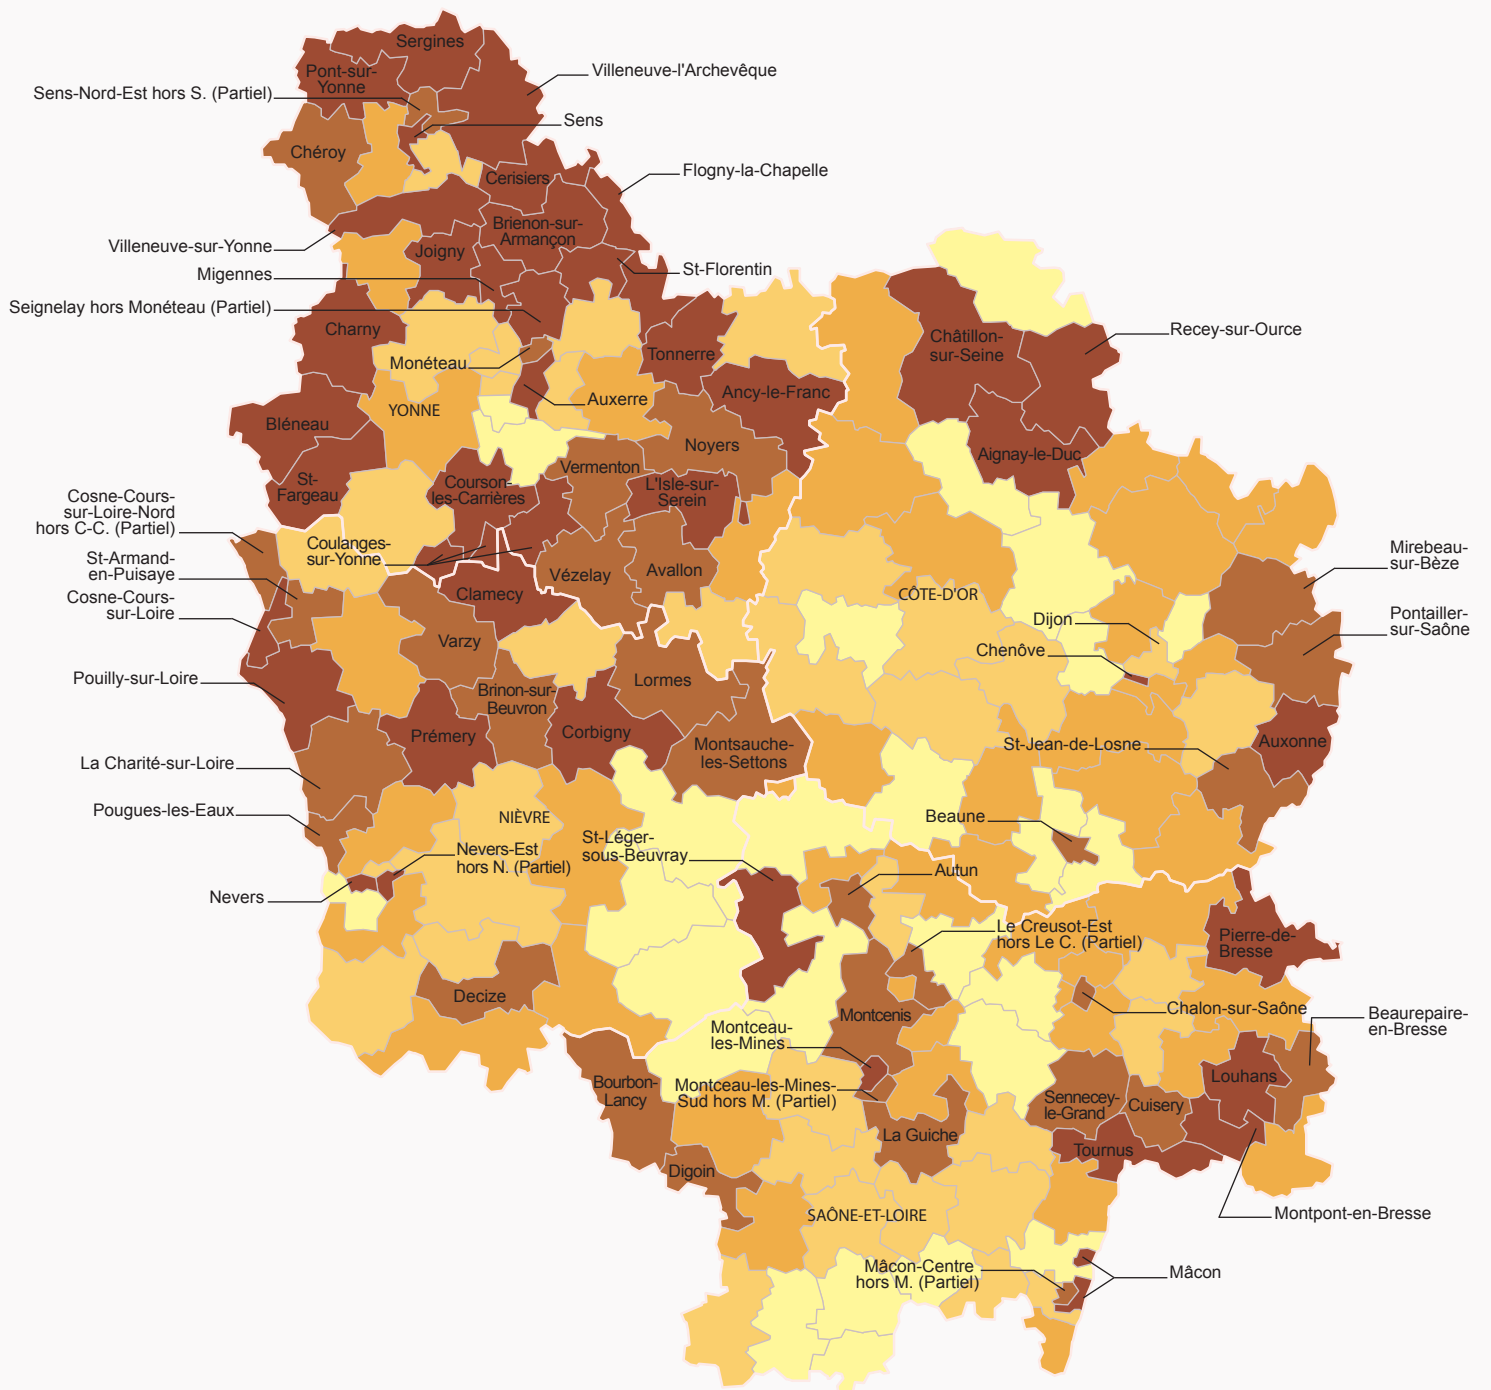 Sergines
Pont-sur-
Yonne
Villeneuve-l'Archevêque
Sens-Nord-Est hors S. (Partiel)
Sens
Chéroy
Cerisiers
Flogny-la-Chapelle
Brienon-sur-
Armançon
Villeneuve-sur-Yonne
Joigny
Migennes
St-Florentin
Seignelay hors Monéteau (Partiel)
Charny
Châtillon-
sur-Seine
Recey-sur-Ource
Tonnerre
Monéteau
Ancy-le-Franc
Auxerre
YONNE
Bléneau
Noyers
Aignay-le-Duc
Vermenton
St-
Fargeau
Courson-
les-Carrières
L'Isle-sur-
Serein
Cosne-Cours-
sur-Loire-Nord
hors C-C. (Partiel)
Coulanges-
sur-Yonne
St-Armand-
en-Puisaye
Vézelay
Avallon
Mirebeau-
sur-Bèze
Clamecy
CÔTE-D'OR
Cosne-Cours-
sur-Loire
Dijon
Pontailler-
sur-Saône
Varzy
Chenôve
Pouilly-sur-Loire
Lormes
Brinon-sur-
Beuvron
Prémery
Corbigny
Montsauche-
les-Settons
St-Jean-de-Losne
Auxonne
La Charité-sur-Loire
Pougues-les-Eaux
NIÈVRE
Beaune
St-Léger-
sous-Beuvray
Nevers-Est
hors N. (Partiel)
Autun
Nevers
Le Creusot-Est
hors Le C. (Partiel)
Pierre-de-
Bresse
Decize
Montcenis
Chalon-sur-Saône
Beaurepaire-
en-Bresse
Montceau-
les-Mines
Bourbon-
Lancy
Montceau-les-Mines-
Sud hors M. (Partiel)
Louhans
Sennecey-
le-Grand
Cuisery
La Guiche
Tournus
Digoin
SAÔNE-ET-LOIRE
Montpont-en-Bresse
Mâcon-Centre
hors M. (Partiel)
Mâcon